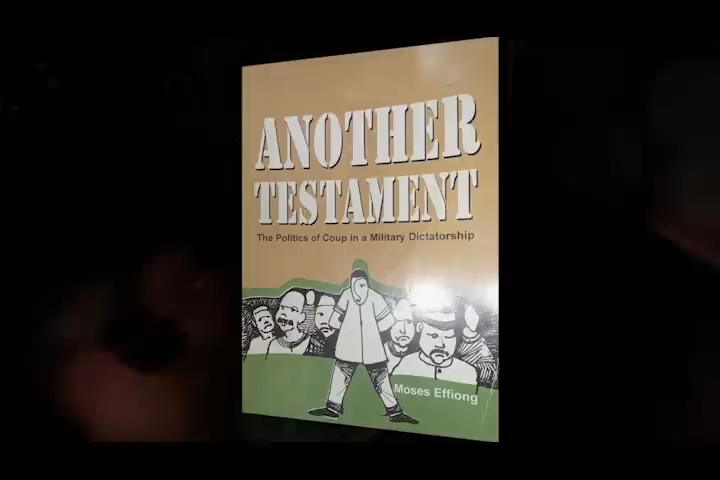 ANOTHER
TESTAMENT
The Politics of Coup in a Military Dictatorship
Moses Effiong